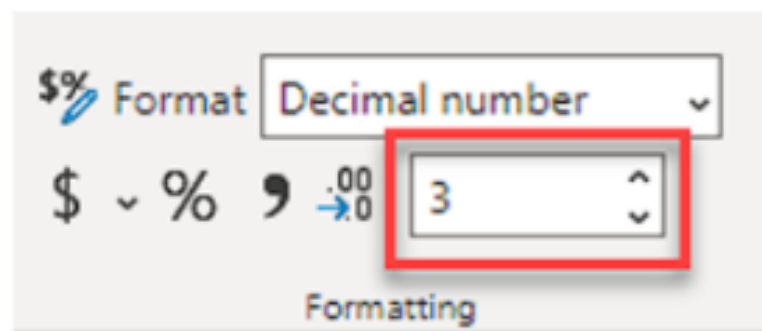 $% Format Decimal number
$ % , .00 .0 3
Formatting